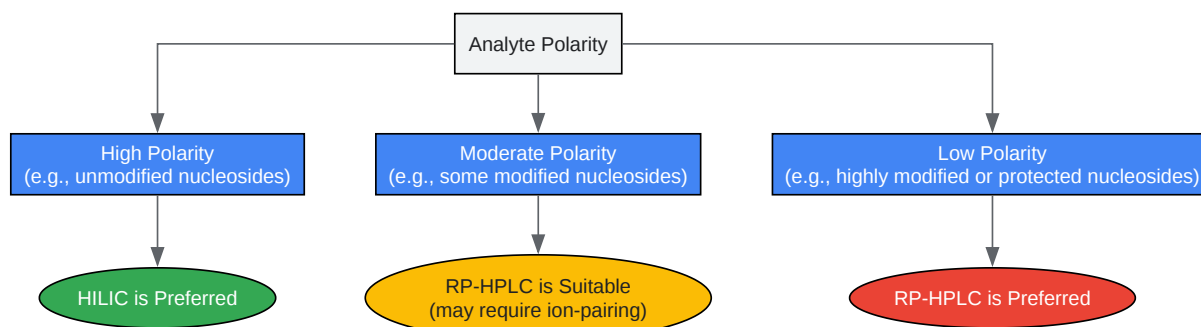 Analyte Polarity
High Polarity
(e.g., unmodified nucleosides)
Moderate Polarity
(e.g., some modified nucleosides)
Low Polarity
(e.g., highly modified or protected nucleosides)
HILIC is Preferred
RP-HPLC is Suitable
(may require ion-pairing)
RP-HPLC is Preferred